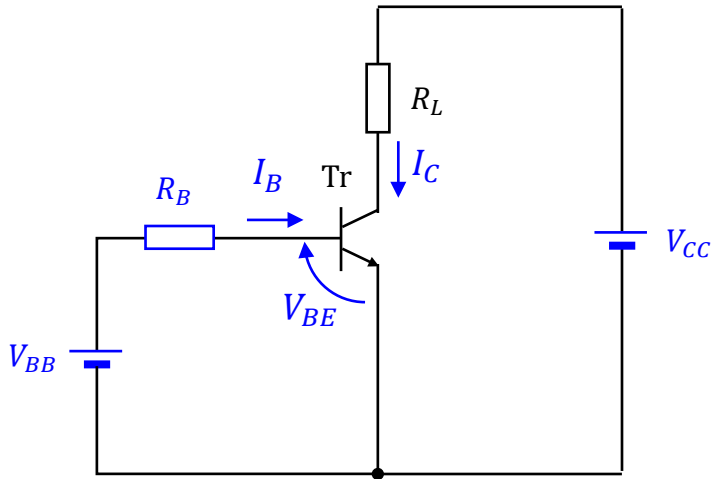 R_L
I_B
Tr
I_C
R_B
V_CC
V_BE
V_BB